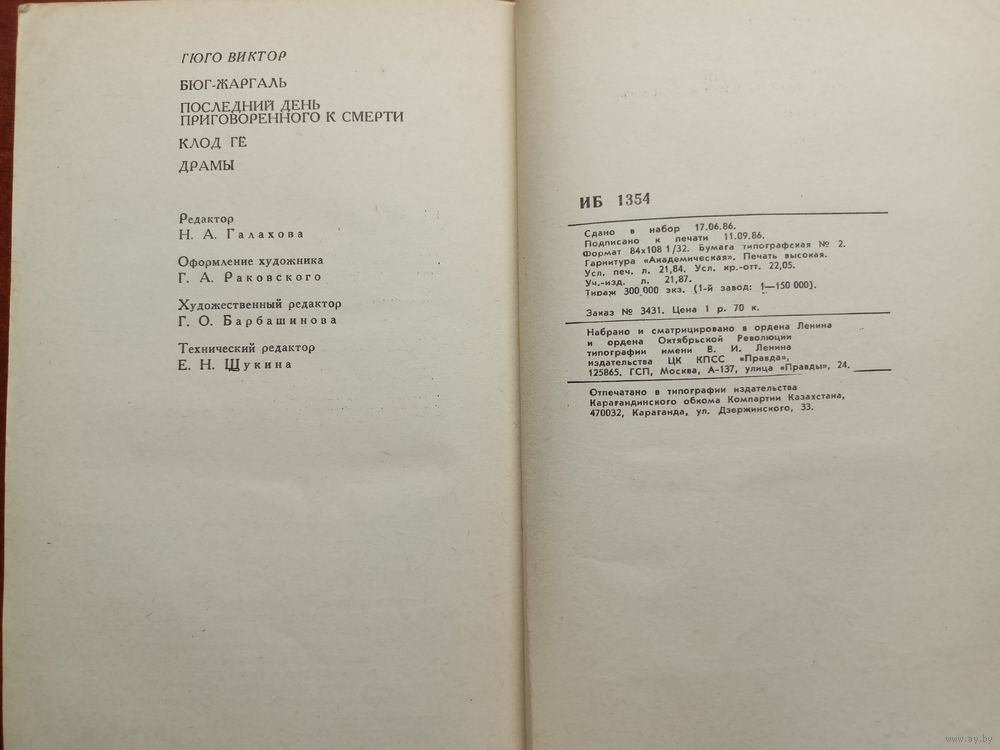 ГЮГО ВИКТОР
БЮГ-ЖАРГАЛЬ
ПОСЛЕДНИЙ ДЕНЬ
ПРИГОВОРЕННОГО К СМЕРТИ
КЛОД ГЁ
ДРАМЫ
Редактор
Н. А. Галахова
Оформление художника
Г. А. Раковского
Художественный редактор
Г. О. Барбашинова
Технический редактор
Е. Н. Щукина
ИБ 1354
Сдано в набор 17.06.86.
Подписано к печати 11.09.86.
Формат 84х108 1/32. Бумага типографская № 2.
Гарнитура «Академическая». Печать высокая.
Усл. печ. л. 21,84. Усл. кр.-отт. 22,05.
Уч.-изд. л. 21,87.
Тираж 300 000 экз. (1-й завод: 1—150 000).
Заказ № 3431. Цена 1 р. 70 к.
Набрано и сматрицировано в ордена Ленина
и ордена Октябрьской Революции
типографии имени В. И. Ленина
издательства ЦК КПСС «Правда»,
125865. ГСП, Москва, А-137, улица «Правды», 24.
Отпечатано в типографии издательства
Карагандинского обкома Компартии Казахстана,
470032, Караганда, ул. Дзержинского, 33.
www.ay.by